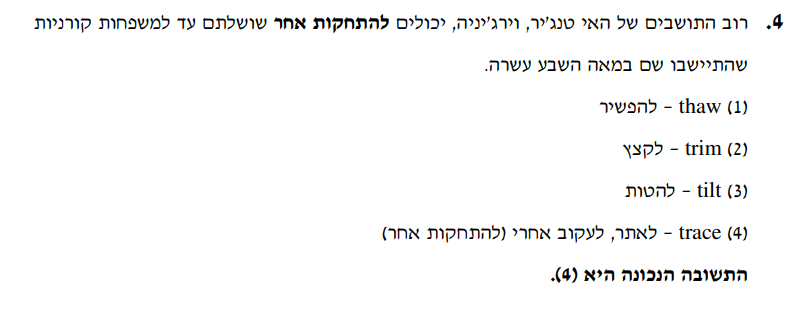 4. רוב התושבים של האי טנג'יר, וירג'יניה, יכולים להתחקות אחר שושלתם עד למשפחות קורניות
שהתיישבו שם במאה השבע עשרה.
(1) thaw – להפשיר
(2) trim – לקצץ
(3) tilt – להטות
(4) trace – לאתר, לעקוב אחרי (להתחקות אחר)
התשובה הנכונה היא (4).